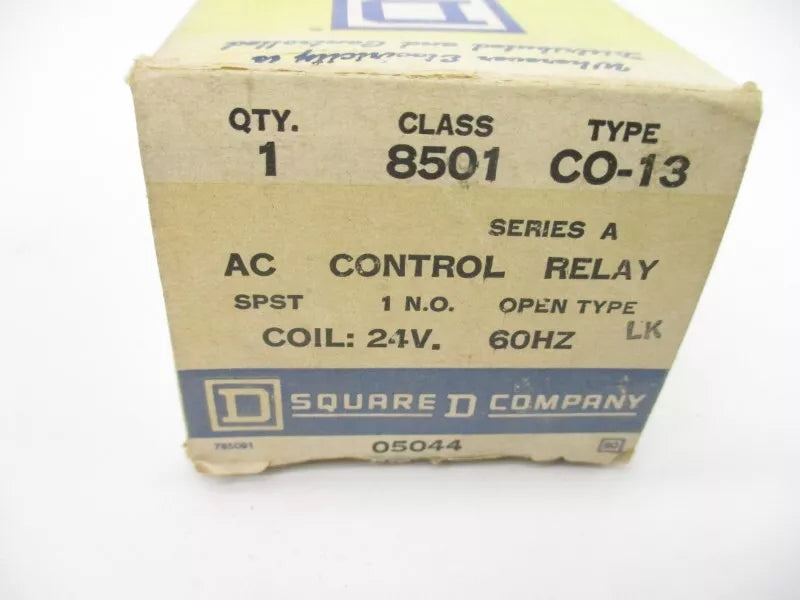 D
Wherever Electricity is
Distributed and Controlled
QTY. CLASS TYPE
1 8501 CO-13
SERIES A
AC CONTROL RELAY
SPST 1 N.O. OPEN TYPE
COIL: 24V. 60HZ LK
D SQUARE D COMPANY
05044